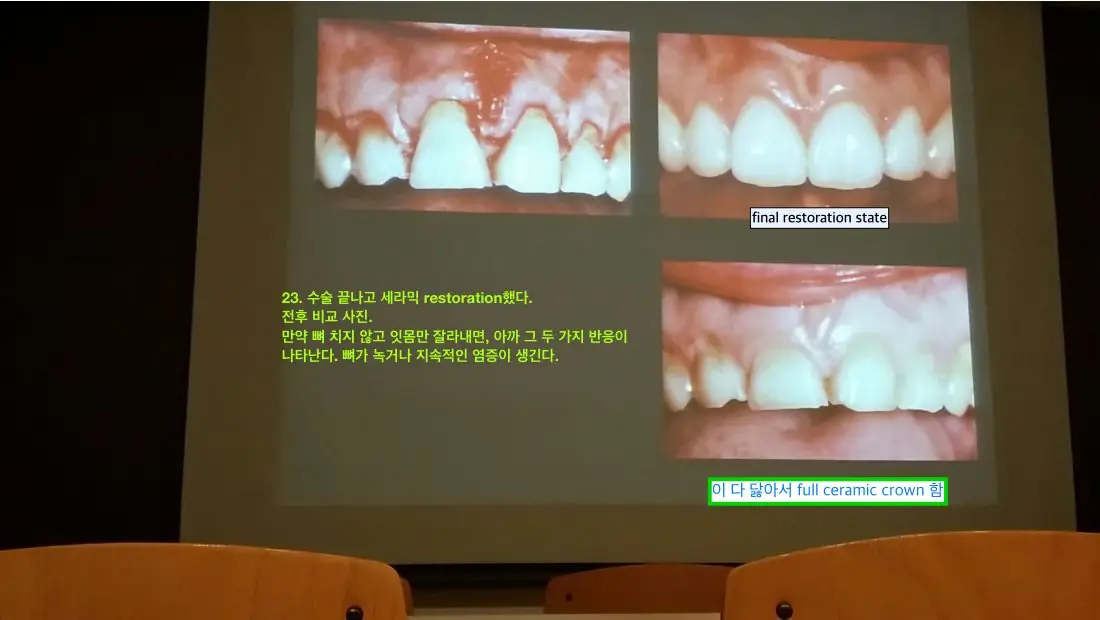 final restoration state
23. 수술 끝나고 세라믹 restoration했다.
전후 비교 사진.
만약 뼈 치지 않고 잇몸만 잘라내면, 아까 그 두 가지 반응이
나타난다. 뼈가 녹거나 지속적인 염증이 생긴다.
이 다 닳아서 full ceramic crown 함